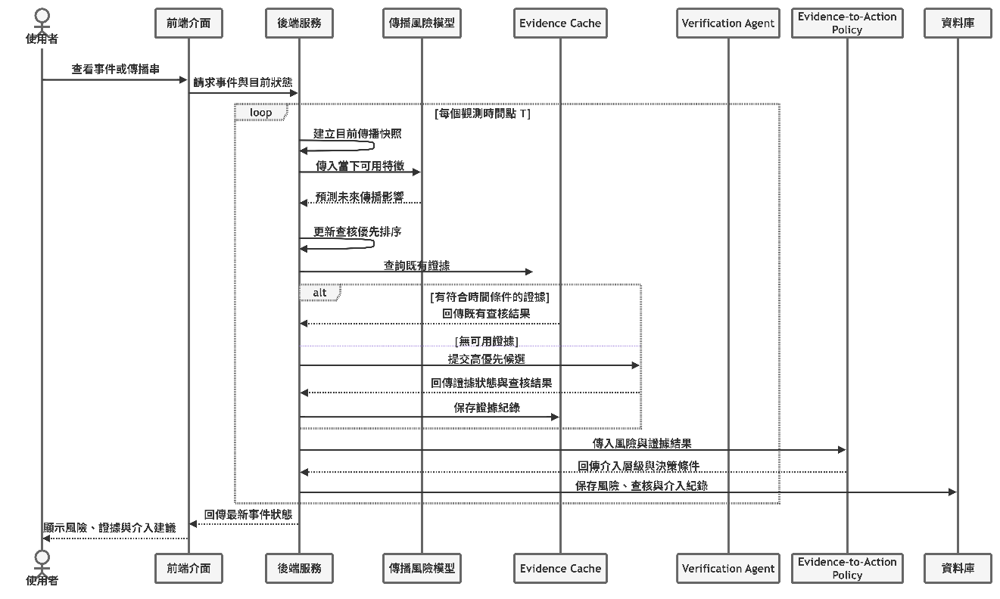 使用者
前端介面
後端服務
傳播風險模型
Evidence Cache
Verification Agent
Evidence-to-Action
Policy
資料庫
查看事件或傳播串
請求事件與目前狀態
loop
[每個觀測時間點 T]
建立目前傳播快照
傳入當下可用特徵
預測未來傳播影響
更新查核優先排序
查詢既有證據
alt
[有符合時間條件的證據]
回傳既有查核結果
[無可用證據]
提交高優先候選
回傳證據狀態與查核結果
保存證據紀錄
傳入風險與證據結果
回傳介入層級與決策條件
保存風險、查核與介入紀錄
回傳最新事件狀態
顯示風險、證據與介入建議
使用者
前端介面
後端服務
傳播風險模型
Evidence Cache
Verification Agent
Evidence-to-Action
Policy
資料庫